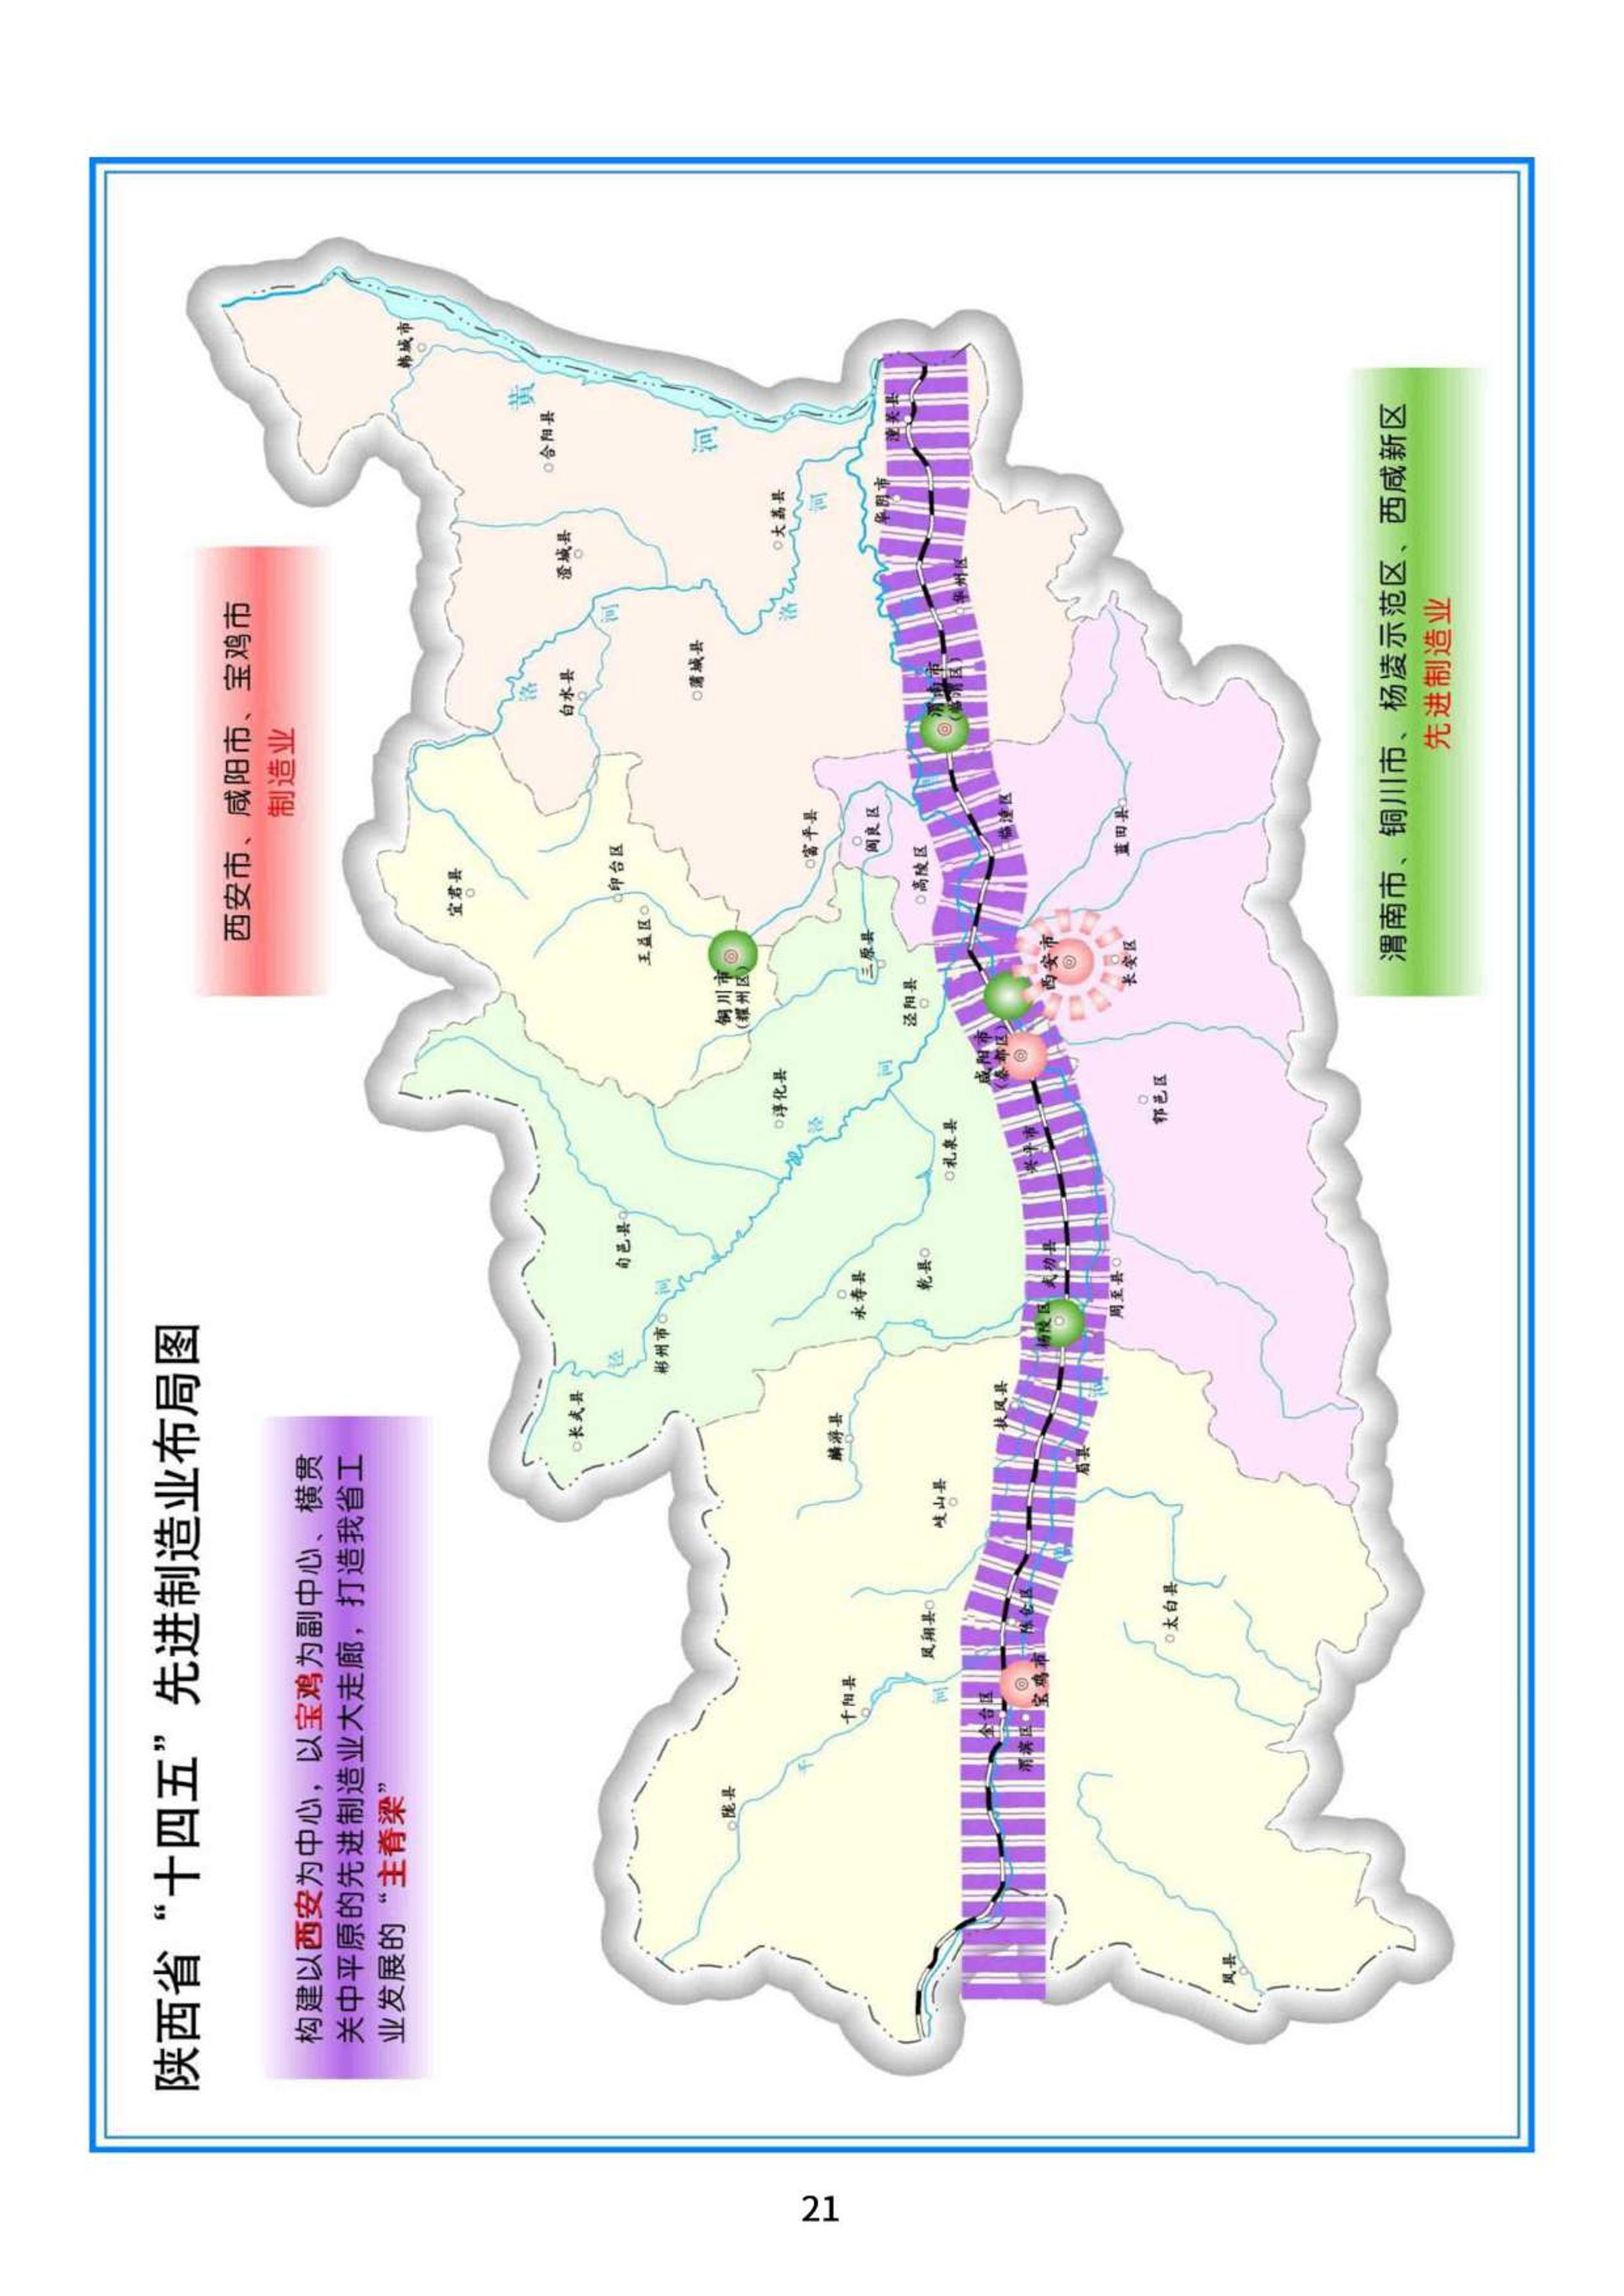 陕西省“十四五”先进制造业布局图
构建以西安为中心，以宝鸡为副中心、横贯
关中平原的先进制造业大走廊，打造我省工
业发展的“主脊梁”
西安市、咸阳市、宝鸡市
制造业
韩城市
黄
河
合阳县
澄城县
大荔县
洛
河
潼关县
华阴市
华州区
洛
河
白水县
蒲城县
渭南市
(临渭区)
宜君县
印台区
王益区
富平县
阎良区
高陵区
临潼区
蓝田县
铜川市
(耀州区)
三原县
泾阳县
西安市
长安区
咸阳市
(秦都区)
淳化县
泾
河
礼泉县
兴平市
鄠邑区
旬邑县
泾
河
彬州市
长武县
永寿县
乾县
武功县
杨陵区
周至县
麟游县
扶风县
眉县
渭
岐山县
凤翔县
陈仓区
太白县
千阳县
千
河
陇县
金台区
宝鸡市
渭滨区
凤县
渭南市、铜川市、杨凌示范区、西咸新区
先进制造业
21